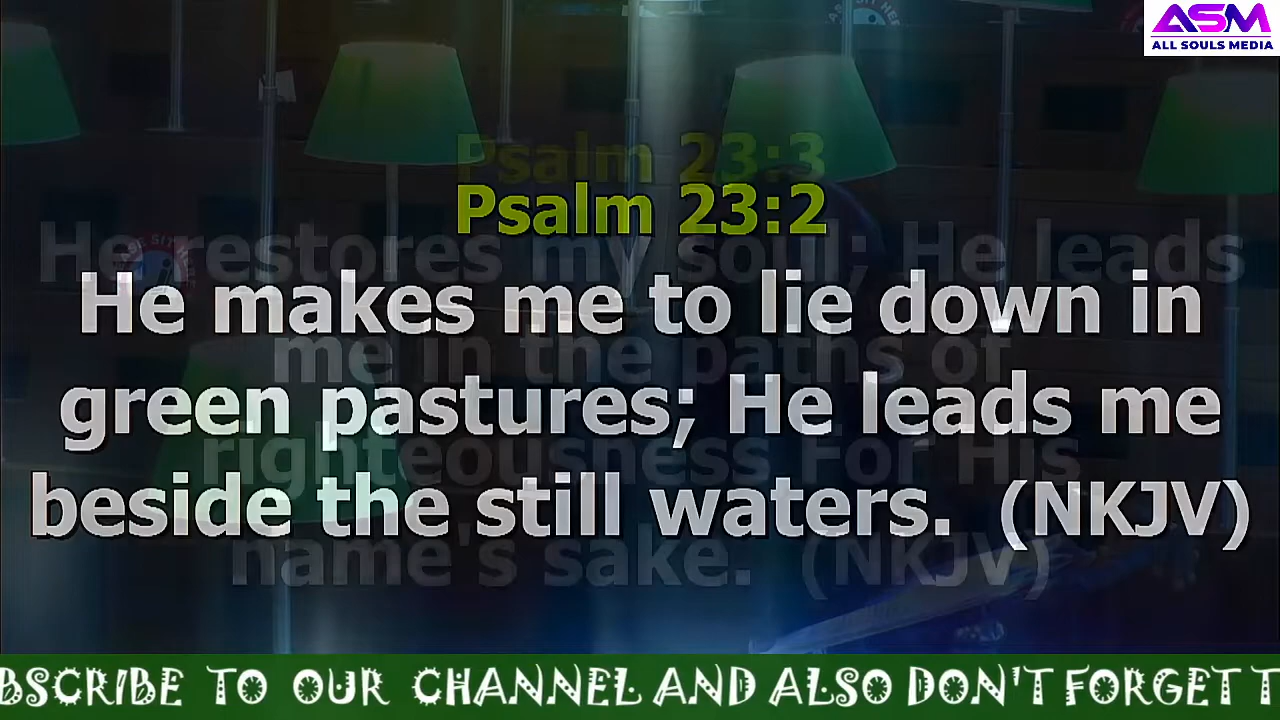 ASM
ALL SOULS MEDIA
Psalm 23:3
Psalm 23:2
He restores my soul; He leads
He makes me to lie down in
me in the paths of
green pastures; He leads me
righteousness For His
beside the still waters. (NKJV)
name's sake. (NKJV)
BSCRIBE TO OUR CHANNEL AND ALSO DON'T FORGET T